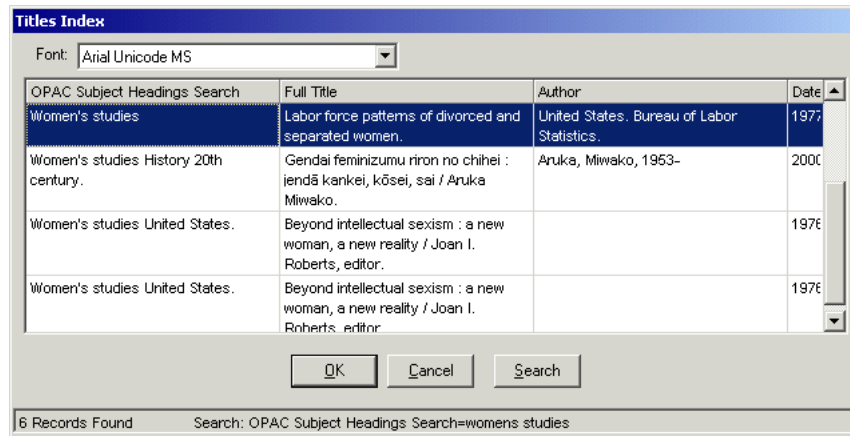 Titles Index
Font: Arial Unicode MS
OPAC Subject Headings Search Full Title Author Date
Women's studies Labor force patterns of divorced and United States. Bureau of Labor 1977
separated women. Statistics.
Women's studies History 20th Gendai feminizumu riron no chihei : Aruka, Miwako, 1953- 2000
century. jendā kankei, kōsei, sai / Aruka
Miwako.
Women's studies United States. Beyond intellectual sexism : a new 1976
woman, a new reality / Joan I.
Roberts, editor.
Women's studies United States. Beyond intellectual sexism : a new 1976
woman, a new reality / Joan I.
Roberts, editor.
OK Cancel Search
6 Records Found Search: OPAC Subject Headings Search=womens studies